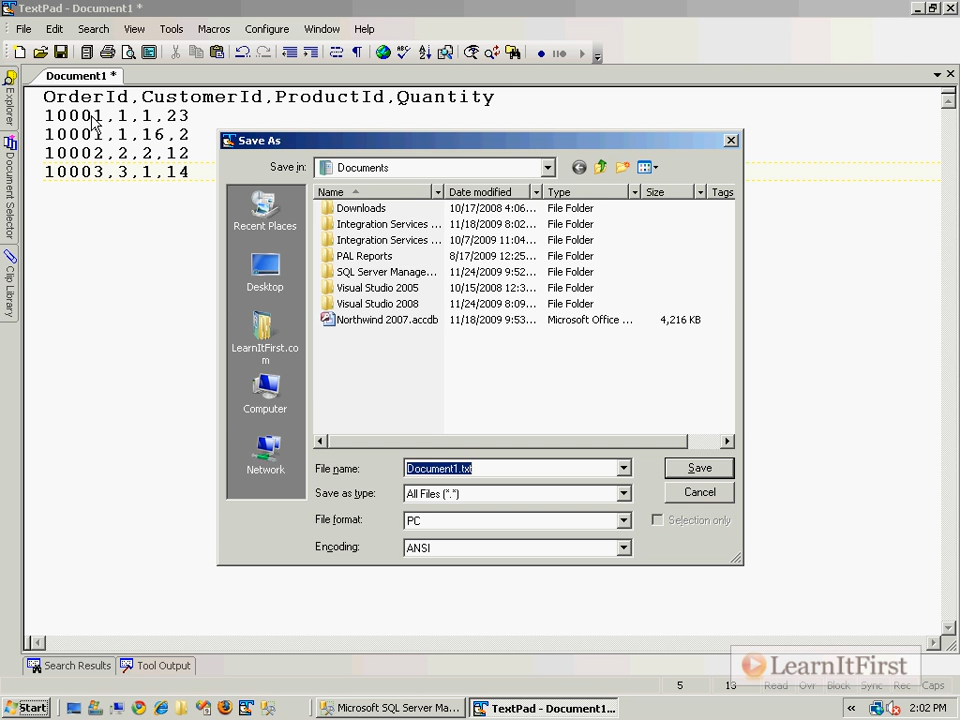 TextPad - Document1 *
File Edit Search View Tools Macros Configure Window Help
Document1 *
OrderId,CustomerId,ProductId,Quantity
10001,1,1,23
10001,1,16,2
10002,2,2,12
10003,3,1,14
Explorer
Document Selector
Clip Library
Save As
Save in: Documents
Name Date modified Type Size Tags
Downloads 10/17/2008 4:06... File Folder
Integration Services ... 11/18/2009 8:02... File Folder
Integration Services ... 10/7/2009 11:04... File Folder
PAL Reports 8/17/2009 12:25... File Folder
SQL Server Manage... 11/24/2009 9:52... File Folder
Visual Studio 2005 10/15/2008 12:3... File Folder
Visual Studio 2008 11/24/2009 8:09... File Folder
Northwind 2007.accdb 11/18/2009 9:53... Microsoft Office ... 4,216 KB
Recent Places
Desktop
LearnItFirst.co
m
Computer
Network
File name: Document1.txt Save
Save as type: All Files (*.*) Cancel
File format: PC Selection only
Encoding: ANSI
Search Results Tool Output
LearnItFirst
5 13 Read Ovr Block Sync Rec Caps
Start Microsoft SQL Server Ma... TextPad - Document1... « 2:02 PM